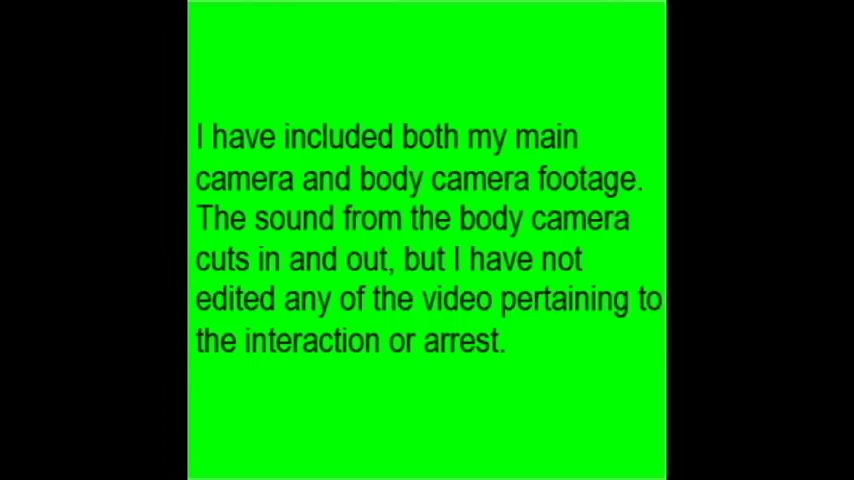 I have included both my main
camera and body camera footage.
The sound from the body camera
cuts in and out, but I have not
edited any of the video pertaining to
the interaction or arrest.